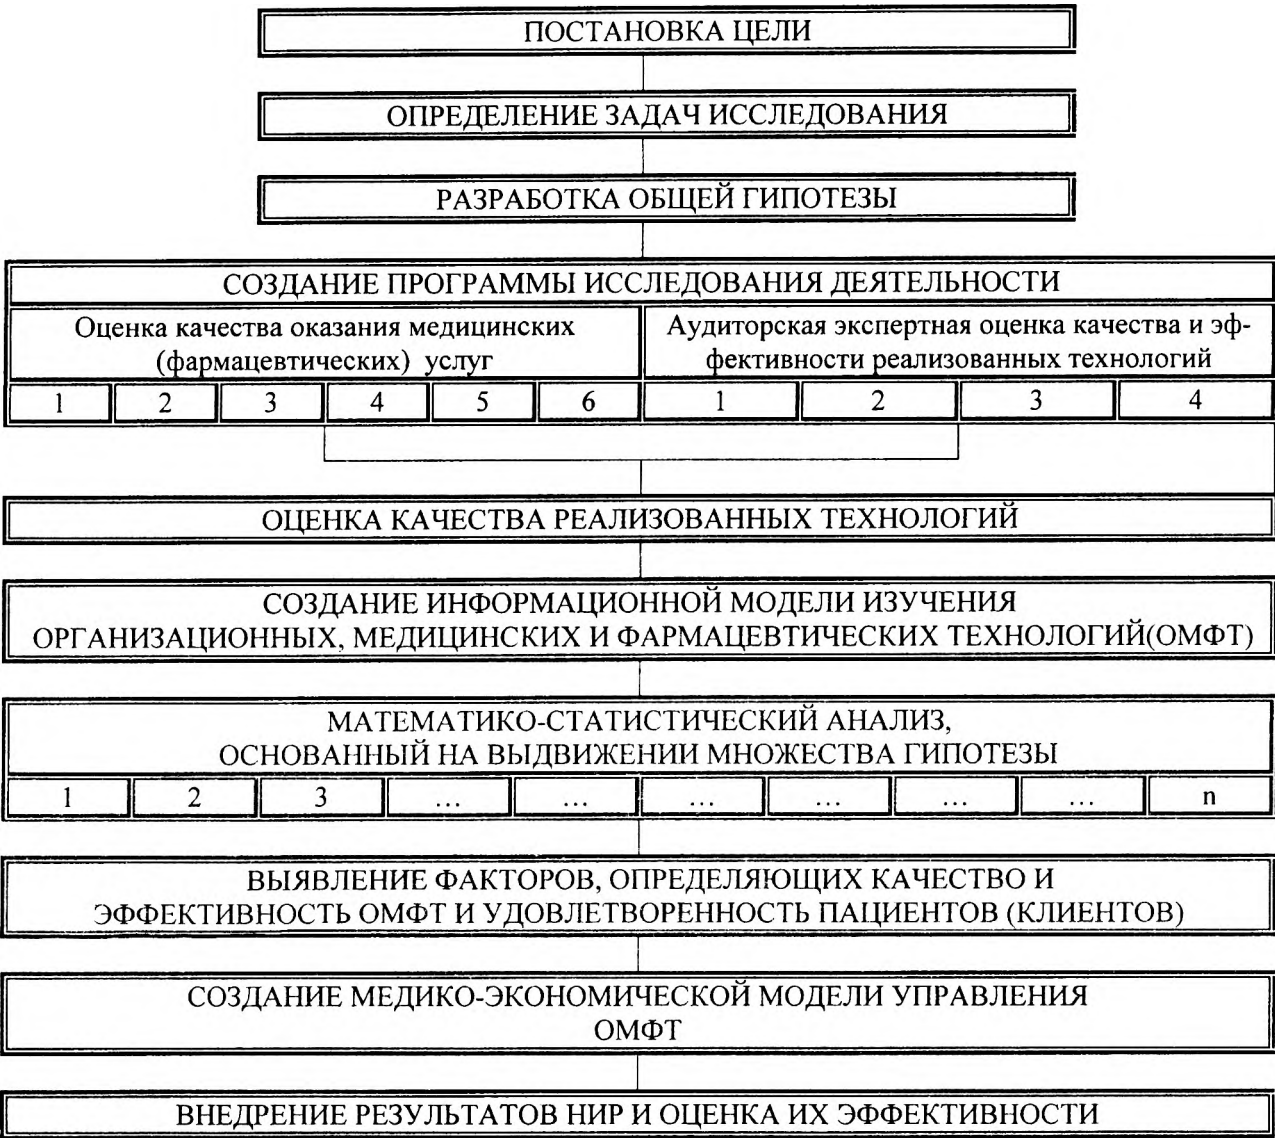 ПОСТАНОВКА ЦЕЛИ
ОПРЕДЕЛЕНИЕ ЗАДАЧ ИССЛЕДОВАНИЯ
РАЗРАБОТКА ОБЩЕЙ ГИПОТЕЗЫ
СОЗДАНИЕ ПРОГРАММЫ ИССЛЕДОВАНИЯ ДЕЯТЕЛЬНОСТИ
Оценка качества оказания медицинских
(фармацевтических) услуг
Аудиторская экспертная оценка качества и эф-
фективности реализованных технологий
1 2 3 4 5 6 1 2 3 4
ОЦЕНКА КАЧЕСТВА РЕАЛИЗОВАННЫХ ТЕХНОЛОГИЙ
СОЗДАНИЕ ИНФОРМАЦИОННОЙ МОДЕЛИ ИЗУЧЕНИЯ
ОРГАНИЗАЦИОННЫХ, МЕДИЦИНСКИХ И ФАРМАЦЕВТИЧЕСКИХ ТЕХНОЛОГИЙ(ОМФТ)
МАТЕМАТИКО-СТАТИСТИЧЕСКИЙ АНАЛИЗ,
ОСНОВАННЫЙ НА ВЫДВИЖЕНИИ МНОЖЕСТВА ГИПОТЕЗЫ
1 2 3 ... ... ... ... ... ... n
ВЫЯВЛЕНИЕ ФАКТОРОВ, ОПРЕДЕЛЯЮЩИХ КАЧЕСТВО И
ЭФФЕКТИВНОСТЬ ОМФТ И УДОВЛЕТВОРЕННОСТЬ ПАЦИЕНТОВ (КЛИЕНТОВ)
СОЗДАНИЕ МЕДИКО-ЭКОНОМИЧЕСКОЙ МОДЕЛИ УПРАВЛЕНИЯ
ОМФТ
ВНЕДРЕНИЕ РЕЗУЛЬТАТОВ НИР И ОЦЕНКА ИХ ЭФФЕКТИВНОСТИ